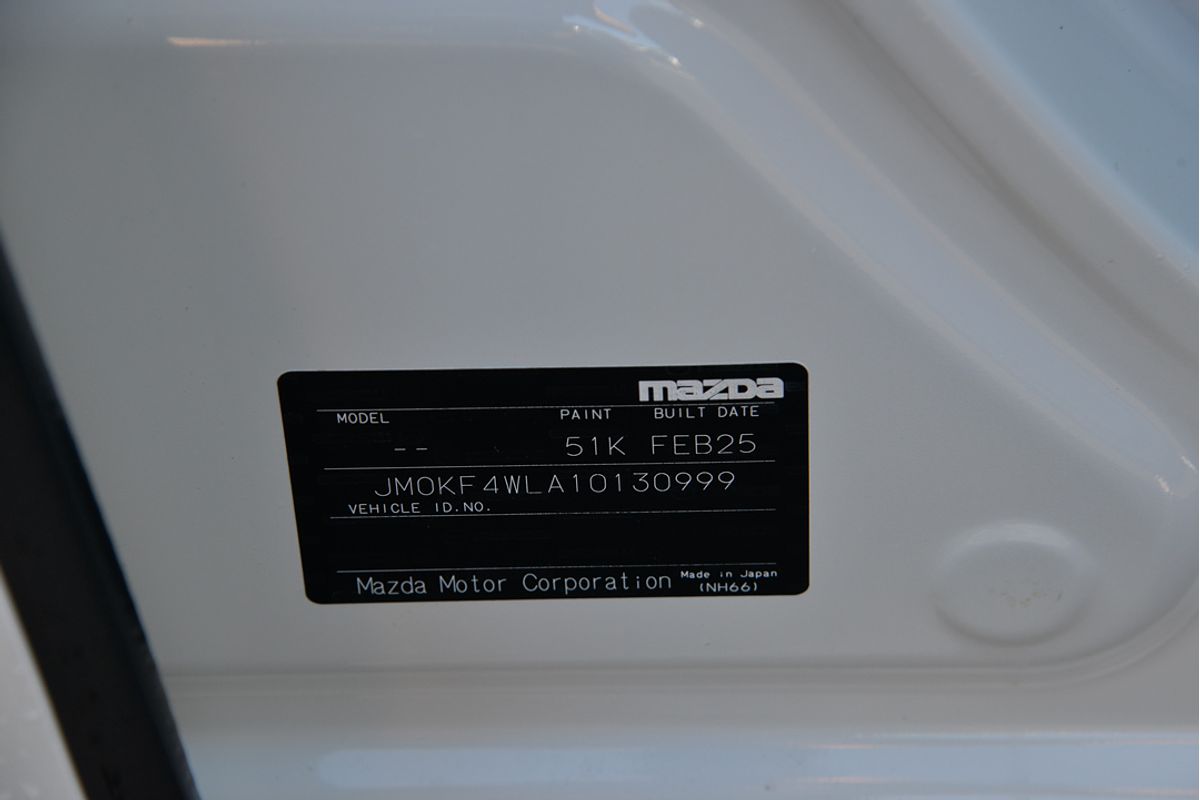 mazda
MODEL PAINT BUILT DATE
-- 51K FEB25
JM0KF4WLA10130999
VEHICLE ID.NO.
Mazda Motor Corporation Made in Japan
(NH66)